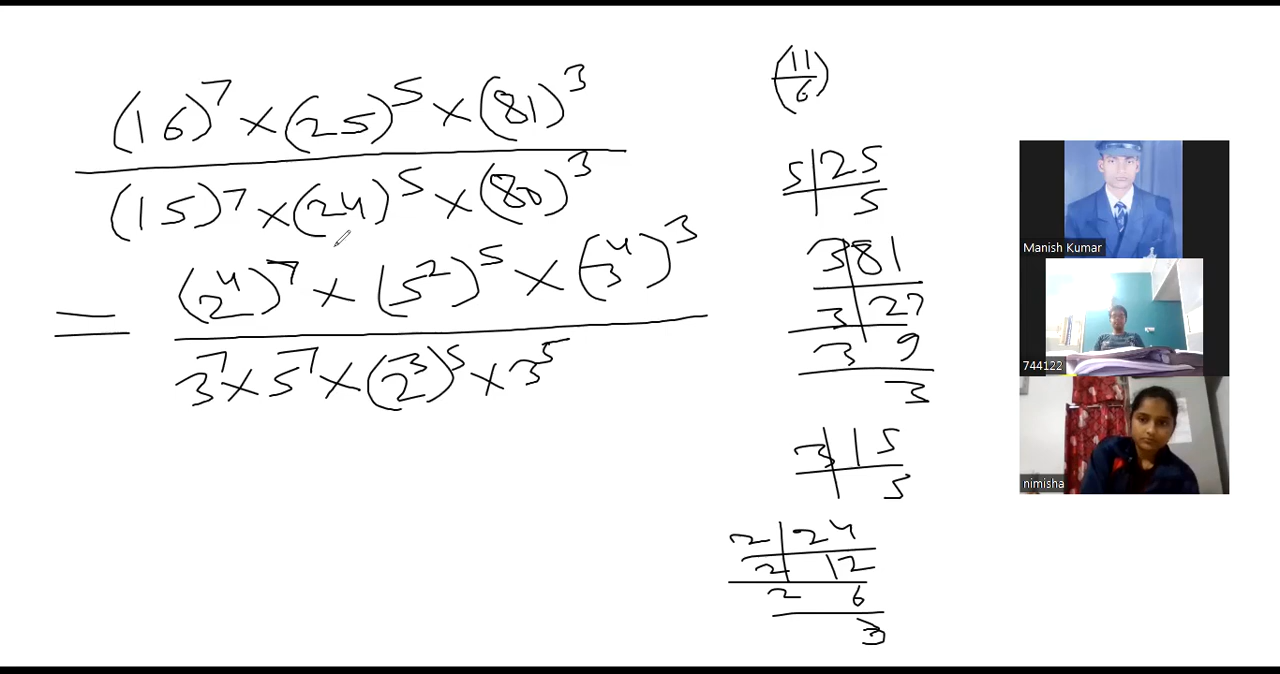 (16)^7 × (25)^5 × (81)^3
(15)^7 × (24)^5 × (80)^3
= (2^4)^7 × (5^2)^5 × (3^4)^3
3^7 × 5^7 × (2^3)^5 × 3^5
(11/6)
5 | 25
5
3 | 81
3 | 27
3 9
3
3 | 15
5
2 | 24
2 | 12
2 6
3
Manish Kumar
744122
nimisha